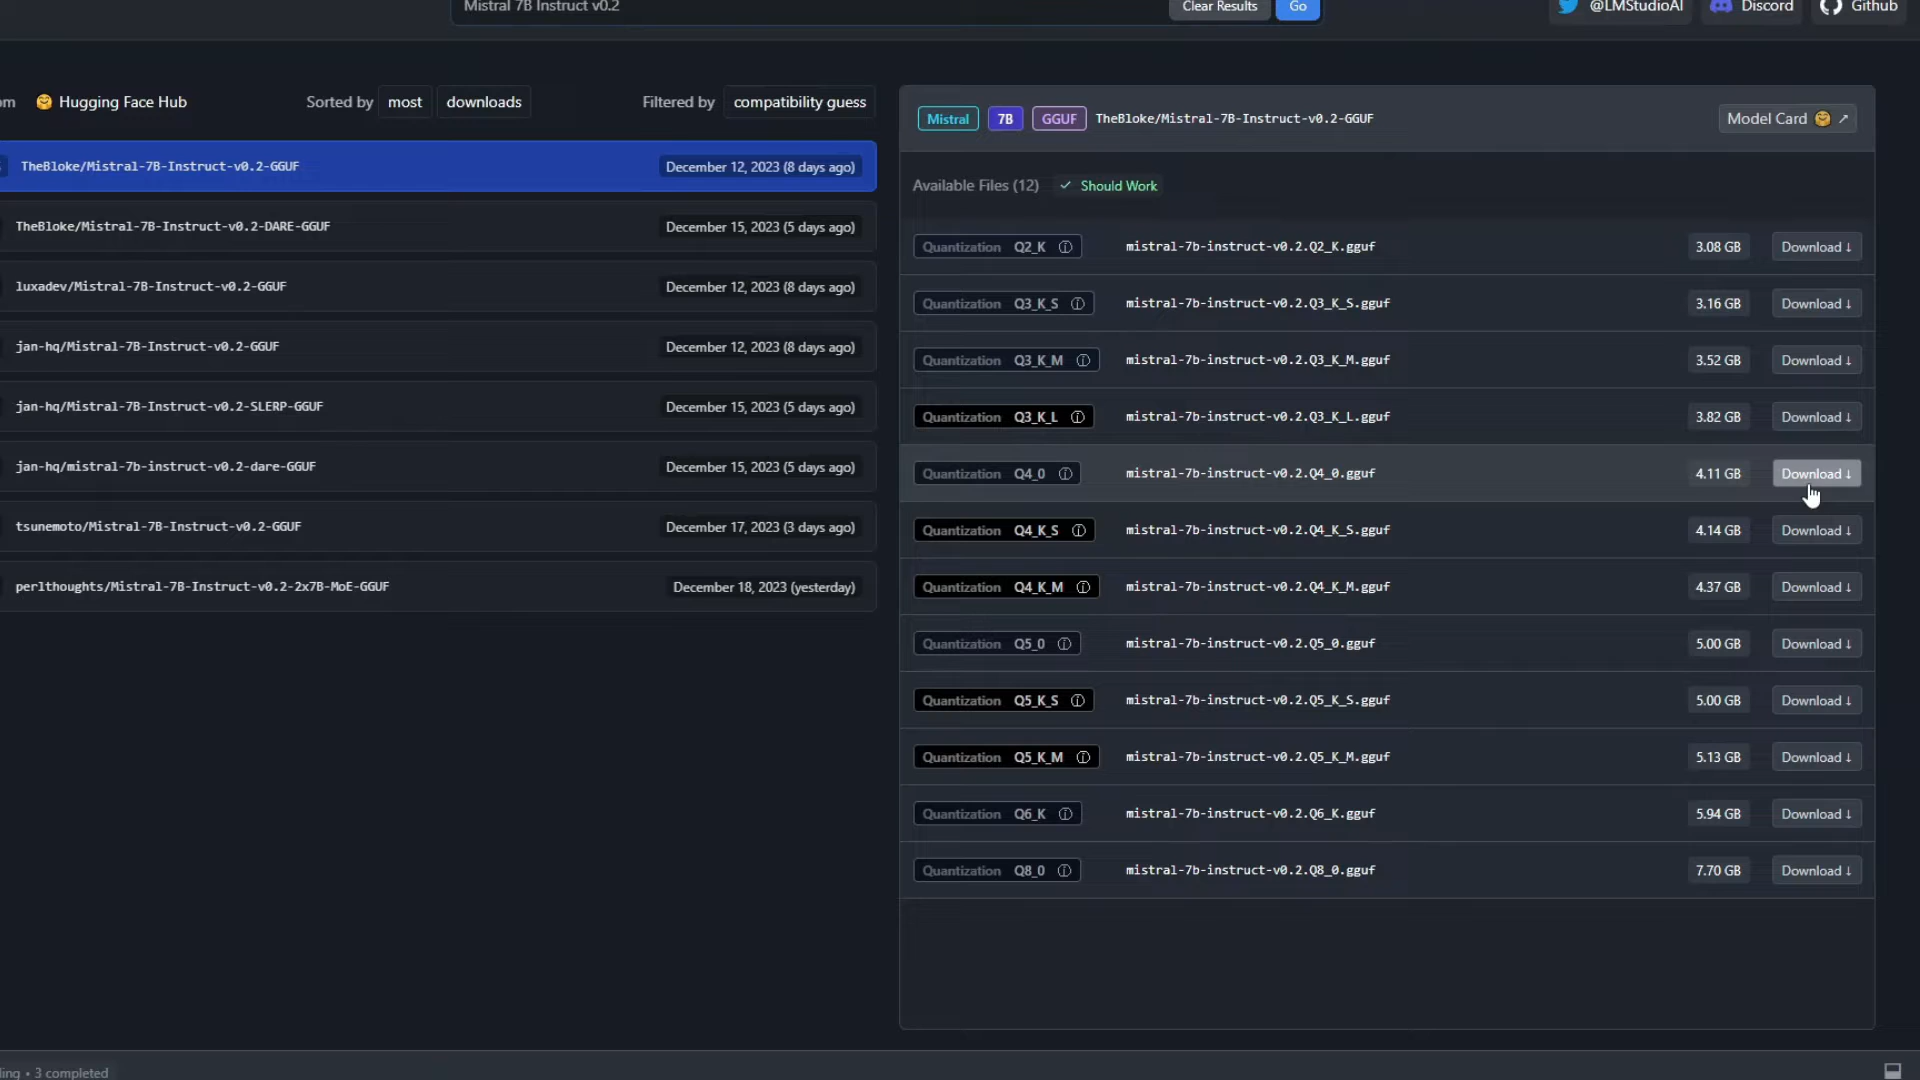 Mistral 7B Instruct v0.2
Clear Results
Go
@LMStudioAI
Discord
Github
Hugging Face Hub
Sorted by most downloads
Filtered by compatibility guess
TheBloke/Mistral-7B-Instruct-v0.2-GGUF December 12, 2023 (8 days ago)
TheBloke/Mistral-7B-Instruct-v0.2-DARE-GGUF December 15, 2023 (5 days ago)
luxadev/Mistral-7B-Instruct-v0.2-GGUF December 12, 2023 (8 days ago)
jan-hq/Mistral-7B-Instruct-v0.2-GGUF December 12, 2023 (8 days ago)
jan-hq/Mistral-7B-Instruct-v0.2-SLERP-GGUF December 15, 2023 (5 days ago)
jan-hq/mistral-7b-instruct-v0.2-dare-GGUF December 15, 2023 (5 days ago)
tsunemoto/Mistral-7B-Instruct-v0.2-GGUF December 17, 2023 (3 days ago)
perlthoughts/Mistral-7B-Instruct-v0.2-2x7B-MoE-GGUF December 18, 2023 (yesterday)
Mistral 7B GGUF TheBloke/Mistral-7B-Instruct-v0.2-GGUF Model Card ↗
Available Files (12) ✓ Should Work
Quantization Q2_K ⓘ mistral-7b-instruct-v0.2.Q2_K.gguf 3.08 GB Download ↓
Quantization Q3_K_S ⓘ mistral-7b-instruct-v0.2.Q3_K_S.gguf 3.16 GB Download ↓
Quantization Q3_K_M ⓘ mistral-7b-instruct-v0.2.Q3_K_M.gguf 3.52 GB Download ↓
Quantization Q3_K_L ⓘ mistral-7b-instruct-v0.2.Q3_K_L.gguf 3.82 GB Download ↓
Quantization Q4_0 ⓘ mistral-7b-instruct-v0.2.Q4_0.gguf 4.11 GB Download ↓
Quantization Q4_K_S ⓘ mistral-7b-instruct-v0.2.Q4_K_S.gguf 4.14 GB Download ↓
Quantization Q4_K_M ⓘ mistral-7b-instruct-v0.2.Q4_K_M.gguf 4.37 GB Download ↓
Quantization Q5_0 ⓘ mistral-7b-instruct-v0.2.Q5_0.gguf 5.00 GB Download ↓
Quantization Q5_K_S ⓘ mistral-7b-instruct-v0.2.Q5_K_S.gguf 5.00 GB Download ↓
Quantization Q5_K_M ⓘ mistral-7b-instruct-v0.2.Q5_K_M.gguf 5.13 GB Download ↓
Quantization Q6_K ⓘ mistral-7b-instruct-v0.2.Q6_K.gguf 5.94 GB Download ↓
Quantization Q8_0 ⓘ mistral-7b-instruct-v0.2.Q8_0.gguf 7.70 GB Download ↓
• 3 completed